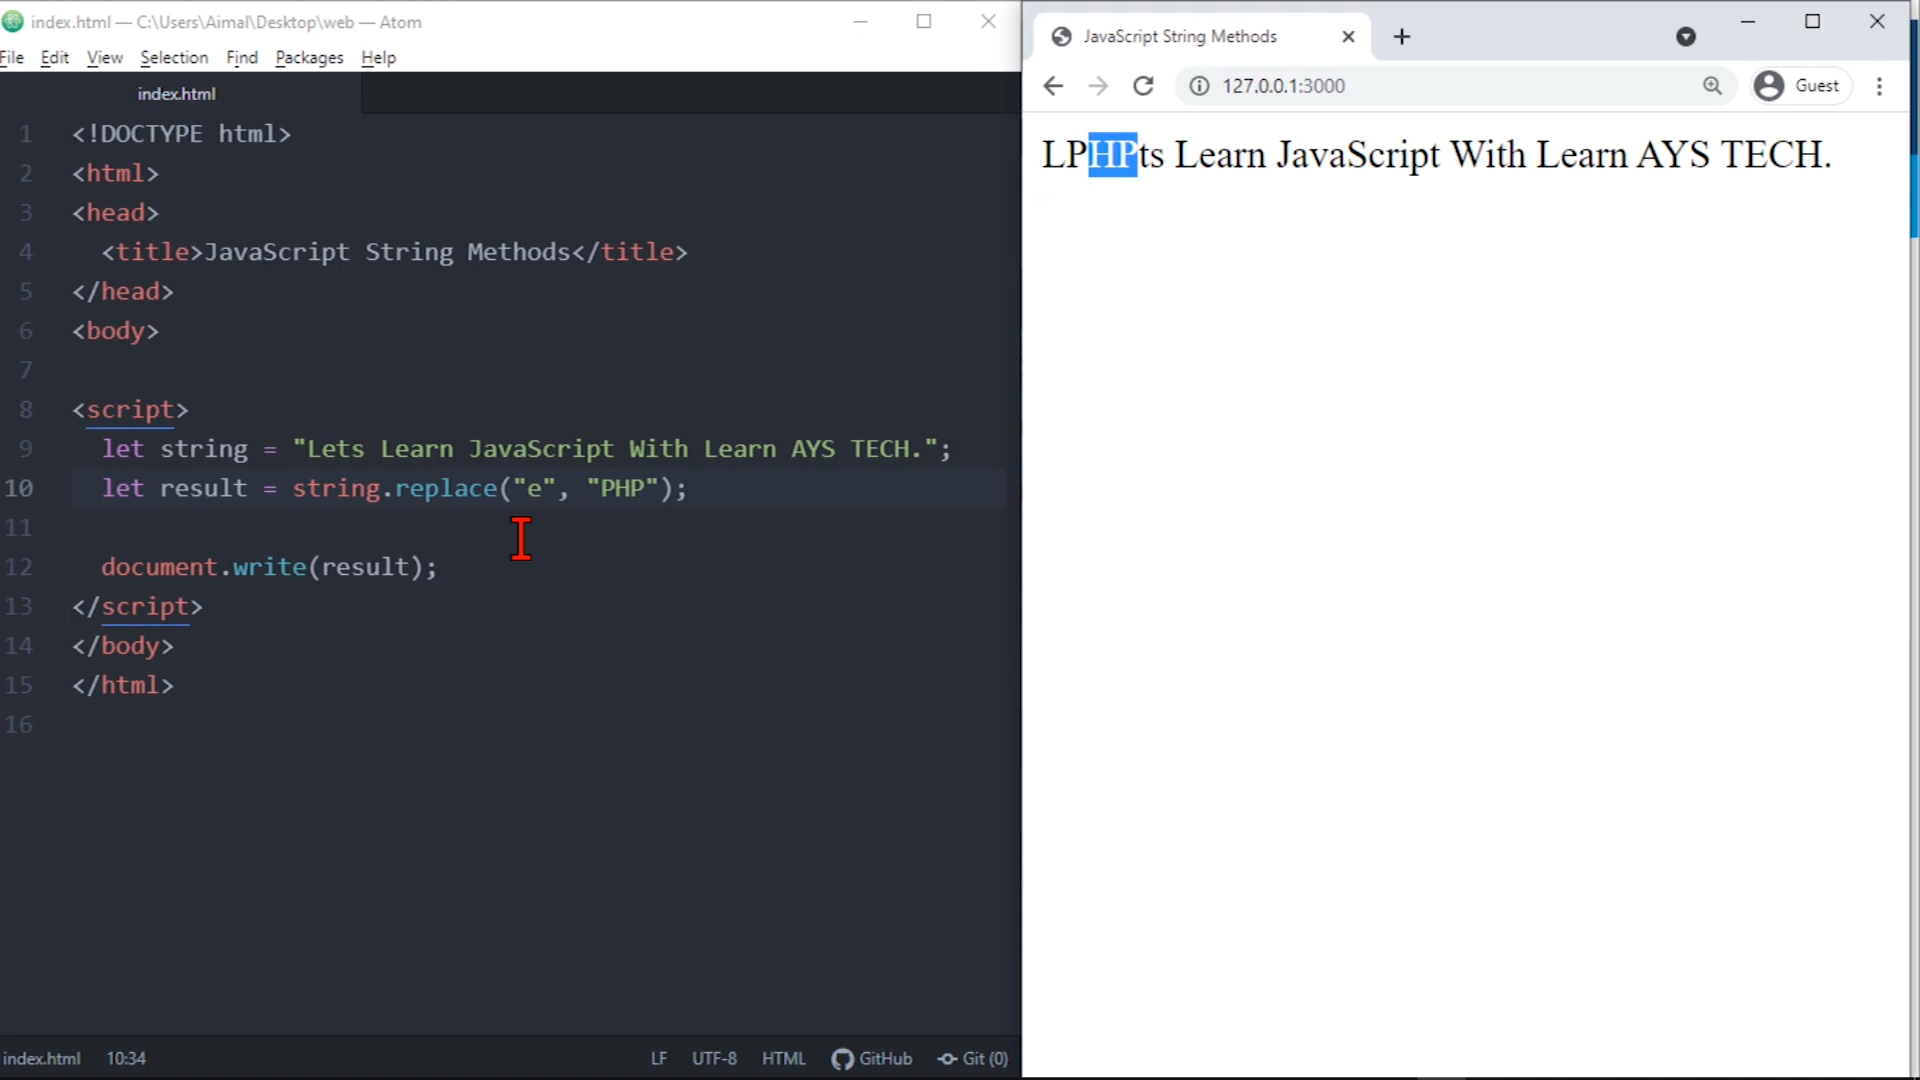 index.html — C:\Users\Aimal\Desktop\web — Atom
File Edit View Selection Find Packages Help
index.html
1 <!DOCTYPE html>
2 <html>
3 <head>
4 <title>JavaScript String Methods</title>
5 </head>
6 <body>
7
8 <script>
9 let string = "Lets Learn JavaScript With Learn AYS TECH.";
10 let result = string.replace("e", "PHP");
11
12 document.write(result);
13 </script>
14 </body>
15 </html>
16
index.html 10:34 LF UTF-8 HTML GitHub Git (0)
JavaScript String Methods
127.0.0.1:3000 Guest
LPHPts Learn JavaScript With Learn AYS TECH.